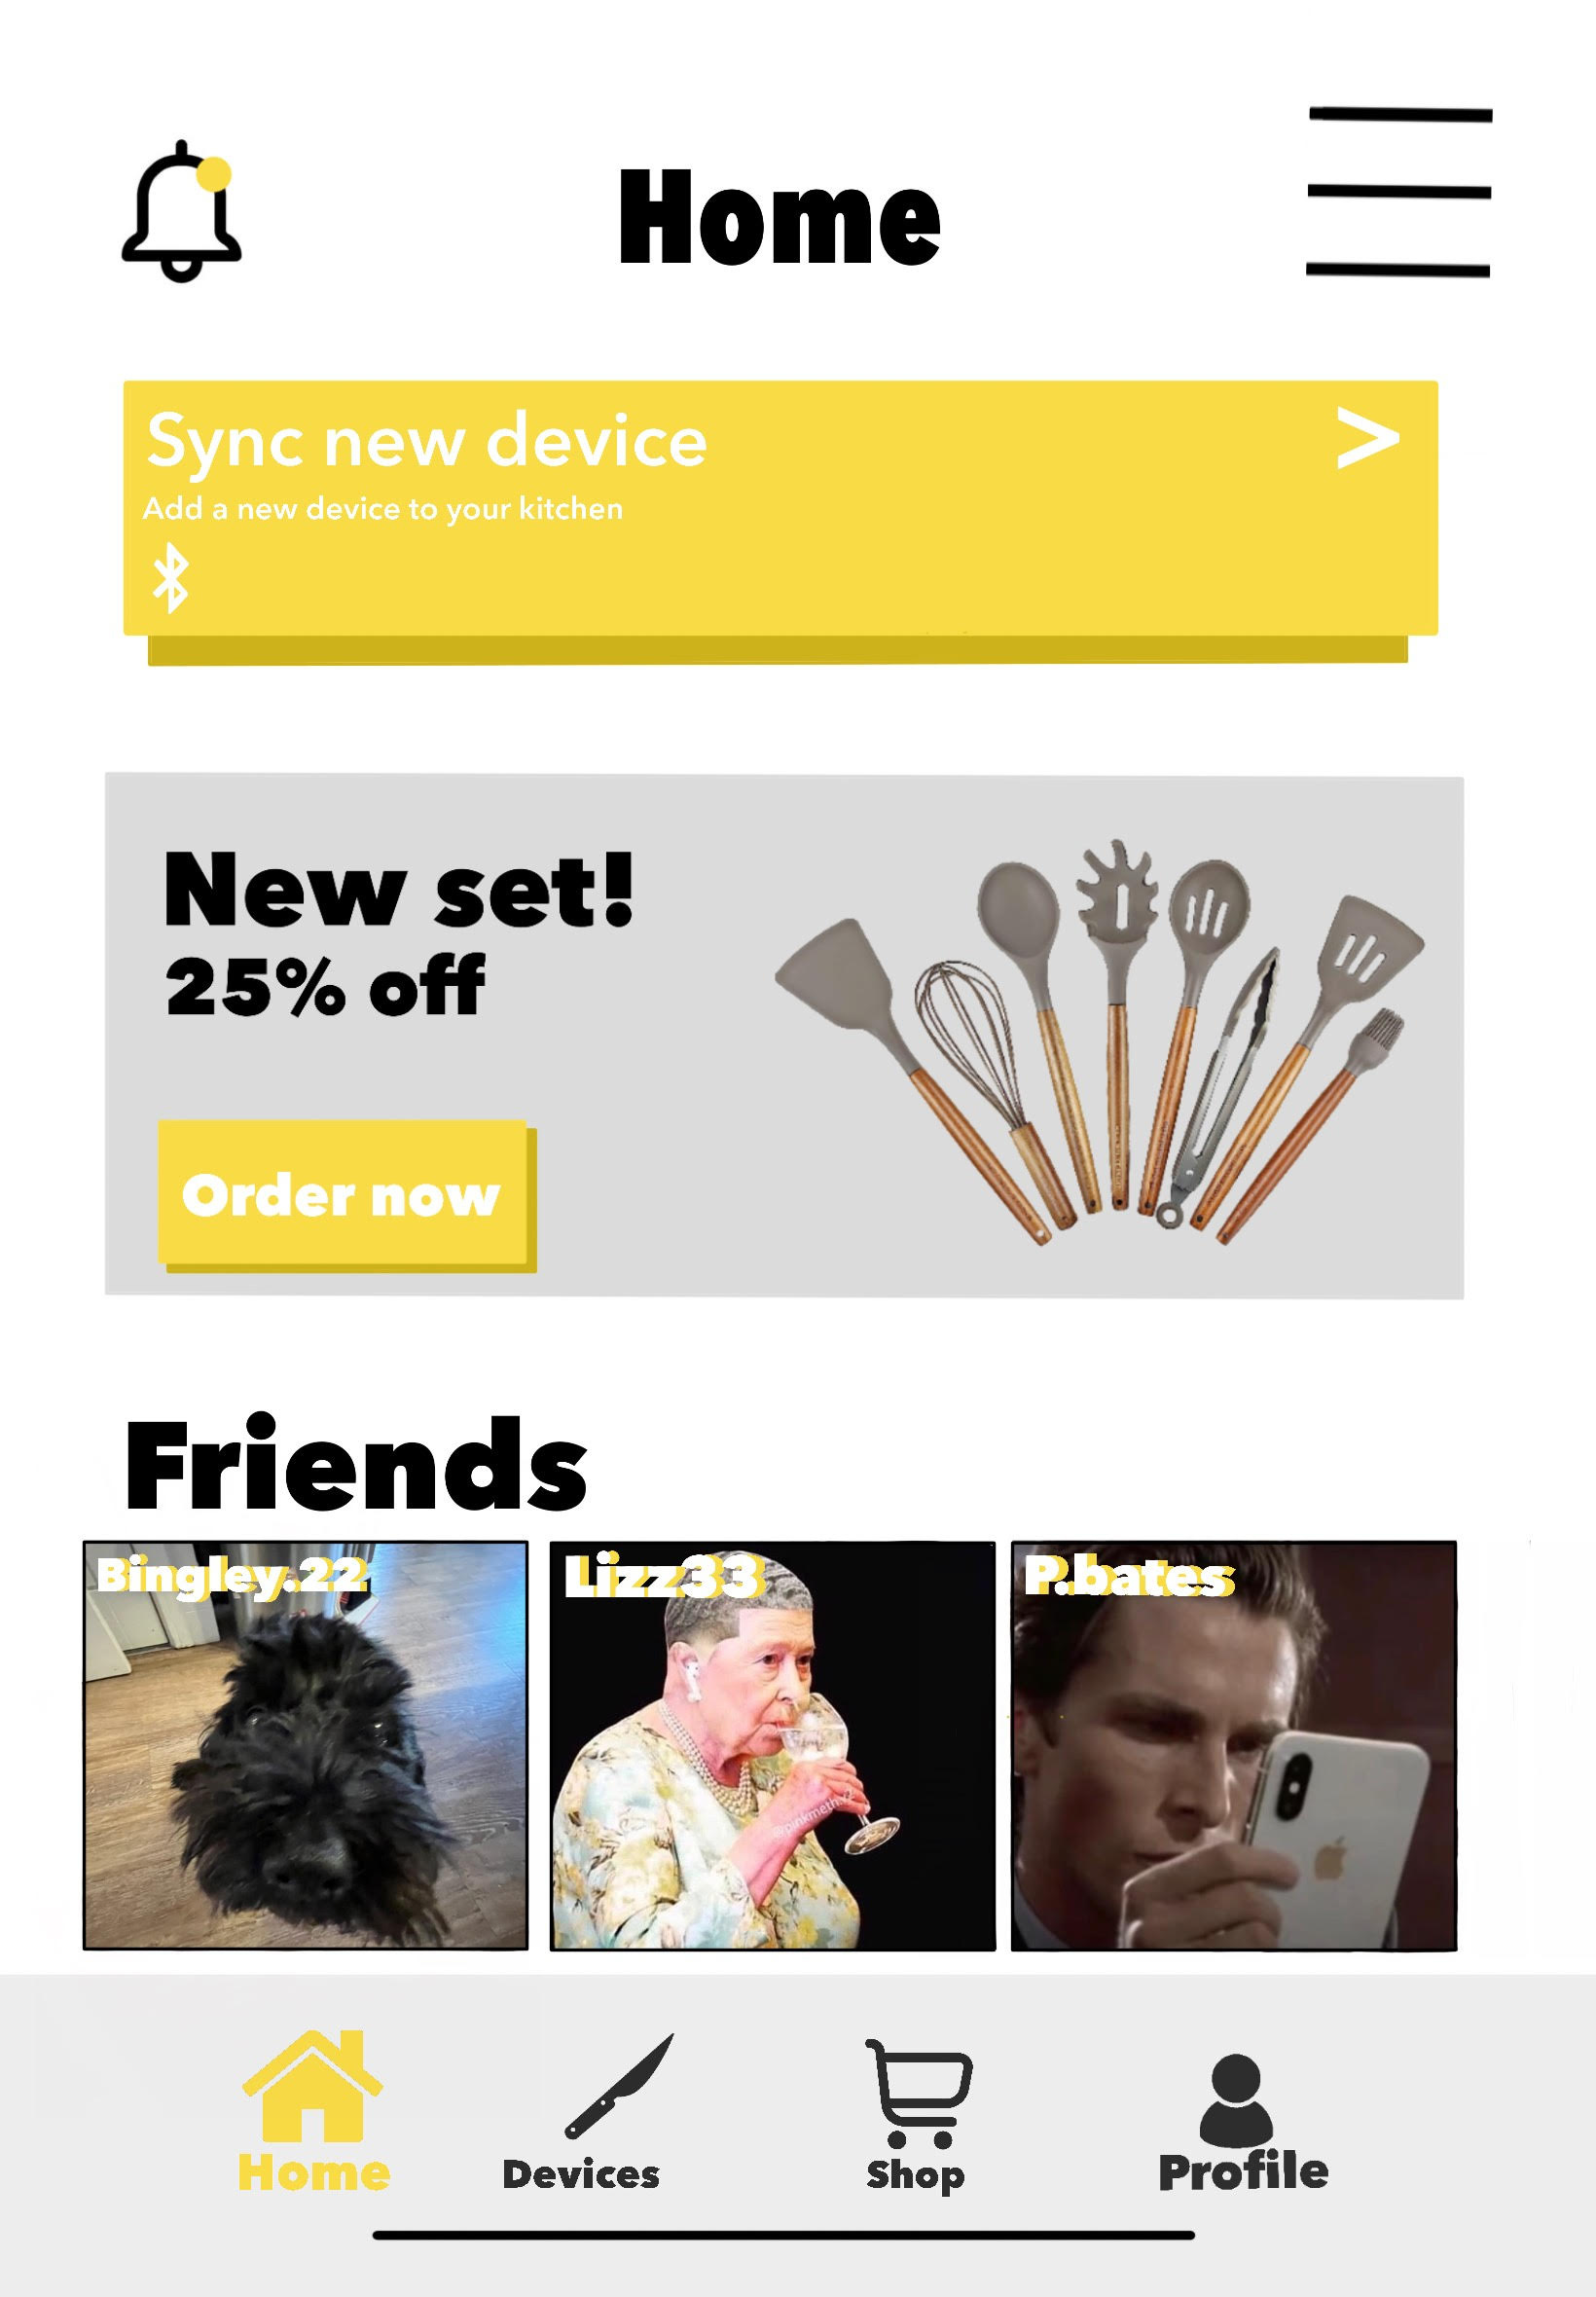 Home
Sync new device
>
Add a new device to your kitchen
New set!
25% off
Order now
Friends
Bingley.22
Lizz33
P.bates
Home
Devices
Shop
Profile